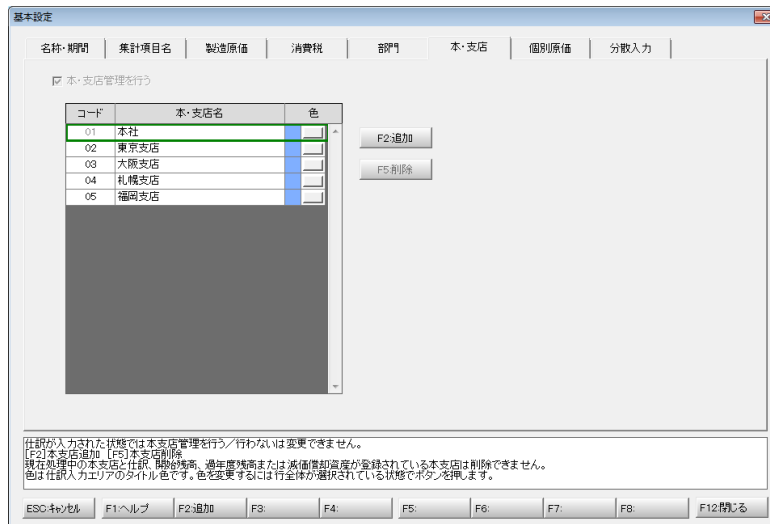 基本設定
名称・期間 集計項目名 製造原価 消費税 部門 本・支店 個別原価 分散入力
本・支店管理を行う
コード 本・支店名 色
01 本社
02 東京支店
03 大阪支店
04 札幌支店
05 福岡支店
F2:追加
F5:削除
仕訳が入力された状態では本支店管理を行う／行わないは変更できません。
[F2]本支店追加 [F5]本支店削除
現在処理中の本支店と仕訳、開始残高、過年度残高または減価償却資産が登録されている本支店は削除できません。
色は仕訳入力エリアのタイトル色です。色を変更するには行全体が選択されている状態でボタンを押します。
ESC:キャンセル F1:ヘルプ F2:追加 F3: F4: F5: F6: F7: F8: F12:閉じる